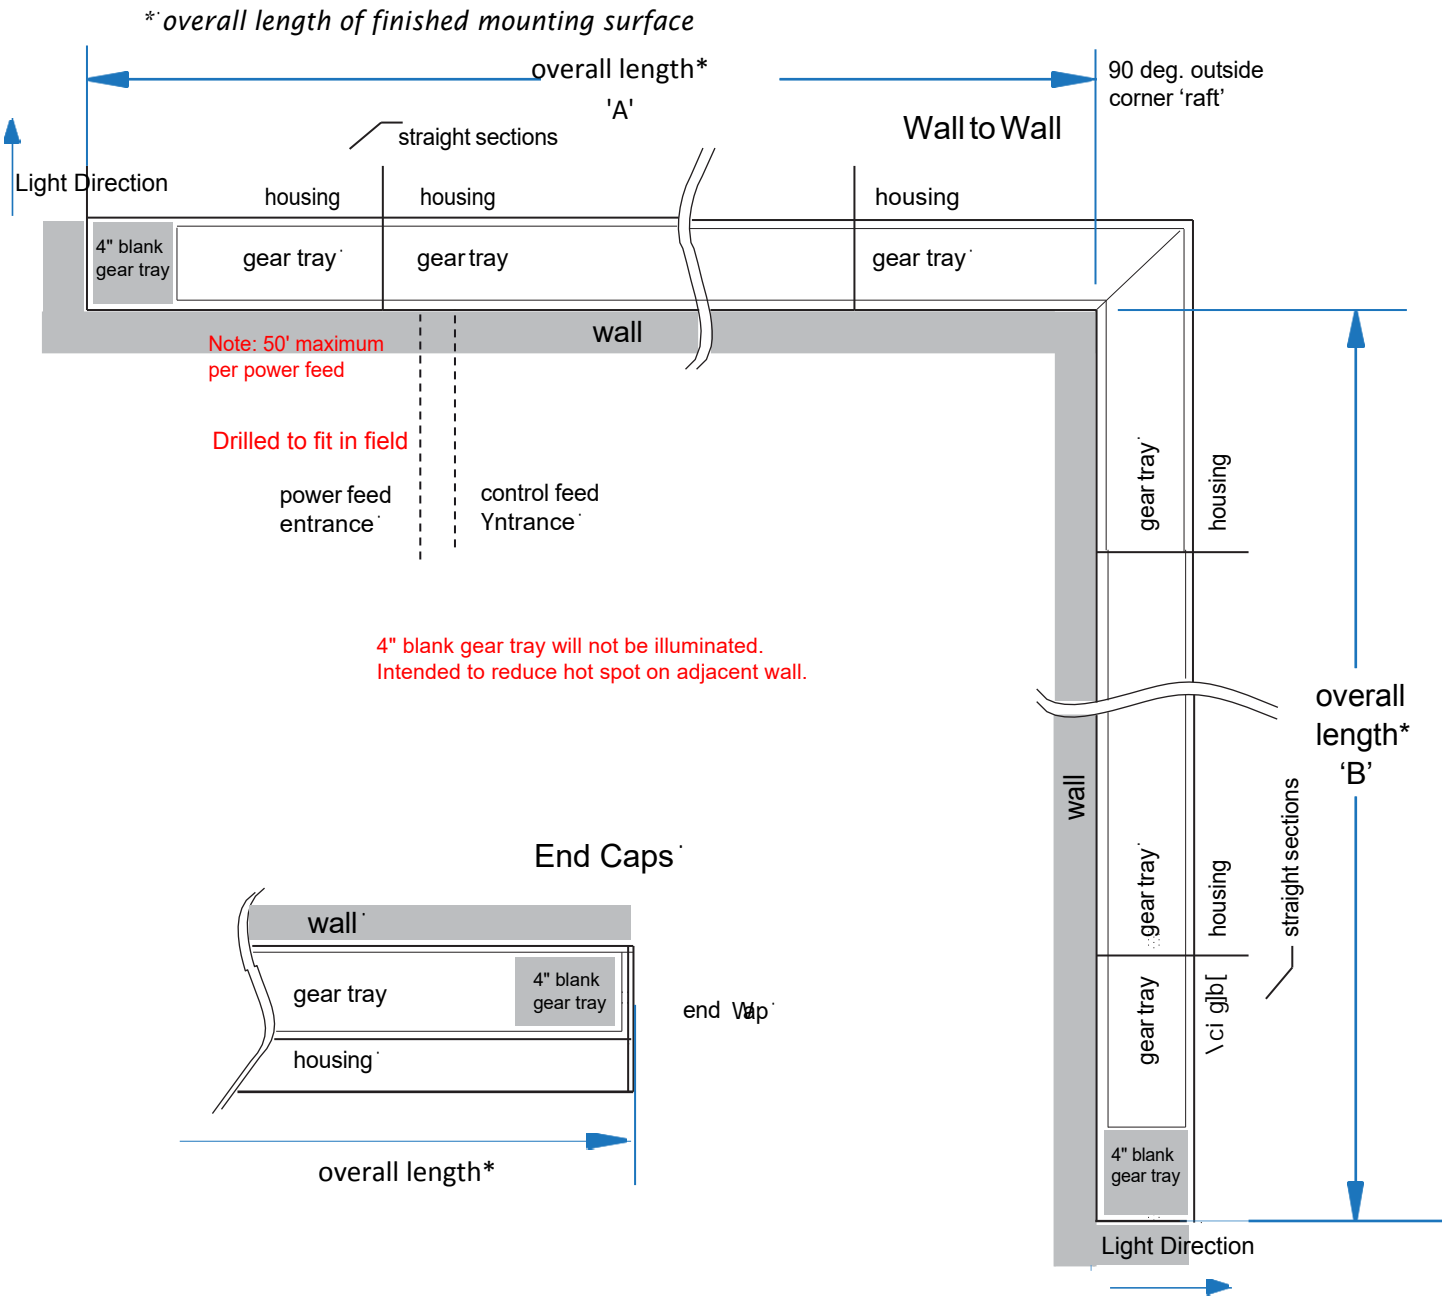 * overall length of finished mounting surface
overall length*
'A'
90 deg. outside
corner ‘raft’
Wall to Wall
straight sections
Light Direction
housing
housing
housing
4" blank
gear tray
gear tray
gear tray
gear tray
wall
Note: 50' maximum
per power feed
Drilled to fit in field
power feed
entrance
control feed
Yntrance
gear tray
housing
4" blank gear tray will not be illuminated.
Intended to reduce hot spot on adjacent wall.
overall
length*
‘B’
wall
straight sections
gear tray
housing
End Caps
wall
gear tray
4" blank
gear tray
end Wap
housing
gear tray
\ci g]b[
overall length*
4" blank
gear tray
Light Direction